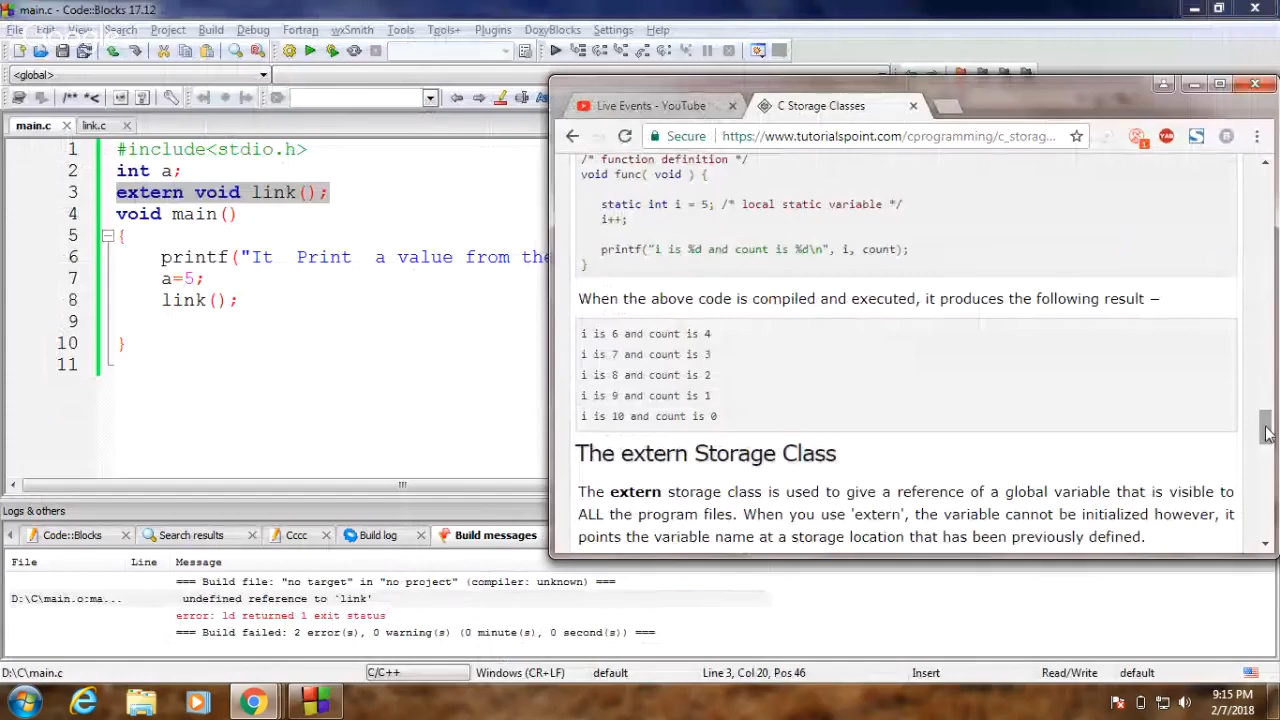 main.c - Code::Blocks 17.12
File Edit View Search Project Build Debug Fortran wxSmith Tools Tools+ Plugins DoxyBlocks Settings Help
<global>
main.c link.c
1 #include<stdio.h>
2 int a;
3 extern void link();
4 void main()
5 {
6 printf("It Print a value from the
7 a=5;
8 link();
9
10 }
11
Live Events - YouTube
C Storage Classes
Secure
https://www.tutorialspoint.com/cprogramming/c_storag...
/* function definition */
void func( void ) {
static int i = 5; /* local static variable */
i++;
printf("i is %d and count is %d\n", i, count);
}
When the above code is compiled and executed, it produces the following result −
i is 6 and count is 4
i is 7 and count is 3
i is 8 and count is 2
i is 9 and count is 1
i is 10 and count is 0
The extern Storage Class
The extern storage class is used to give a reference of a global variable that is visible to
ALL the program files. When you use 'extern', the variable cannot be initialized however, it
points the variable name at a storage location that has been previously defined.
Logs & others
Code::Blocks Search results Cccc Build log Build messages
File Line Message
=== Build file: "no target" in "no project" (compiler: unknown) ===
D:\C\main.o:ma... undefined reference to `link'
error: ld returned 1 exit status
=== Build failed: 2 error(s), 0 warning(s) (0 minute(s), 0 second(s)) ===
D:\C\main.c C/C++ Windows (CR+LF) default Line 3, Col 20, Pos 46 Insert Read/Write default
9:15 PM
2/7/2018